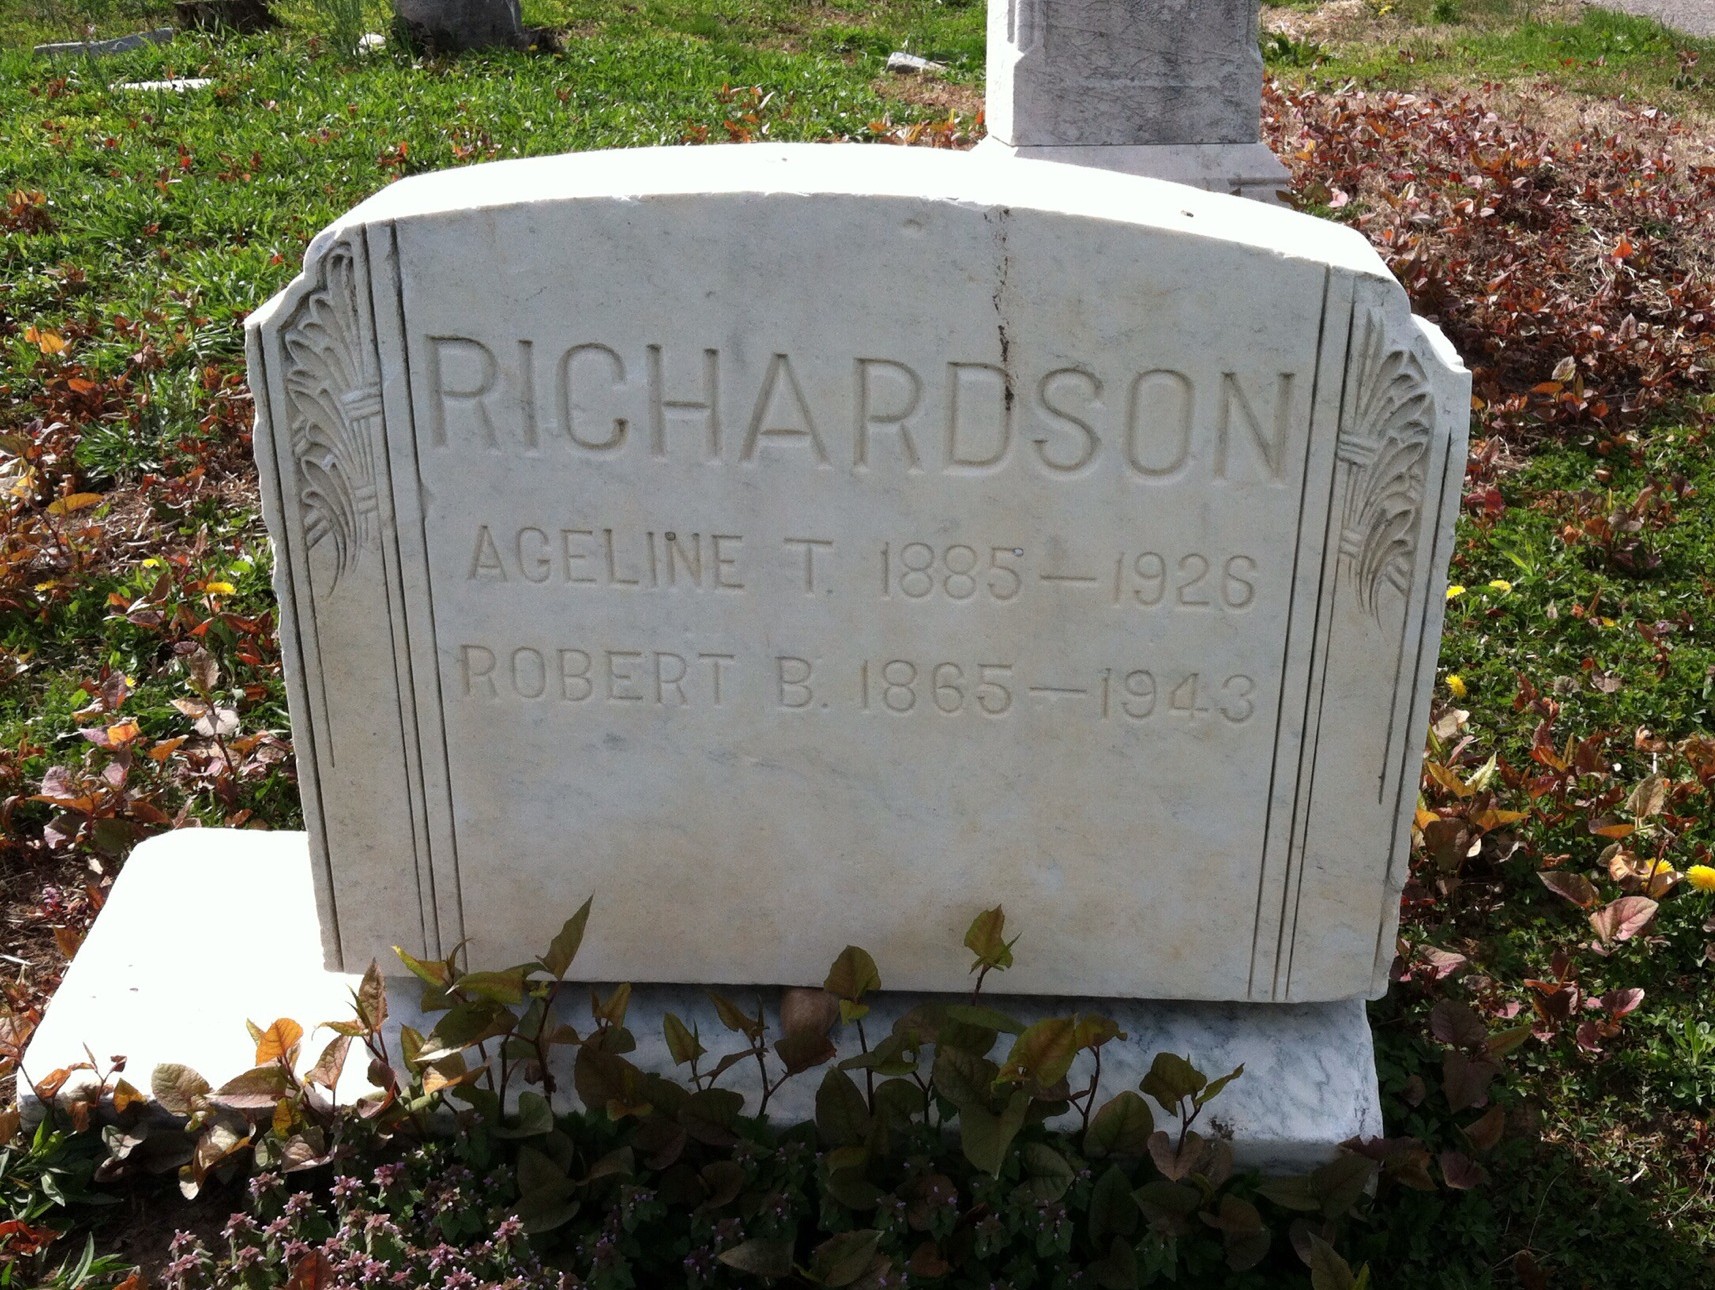 RICHARDSON
AGELINE T. 1885—1926
ROBERT B. 1865—1943